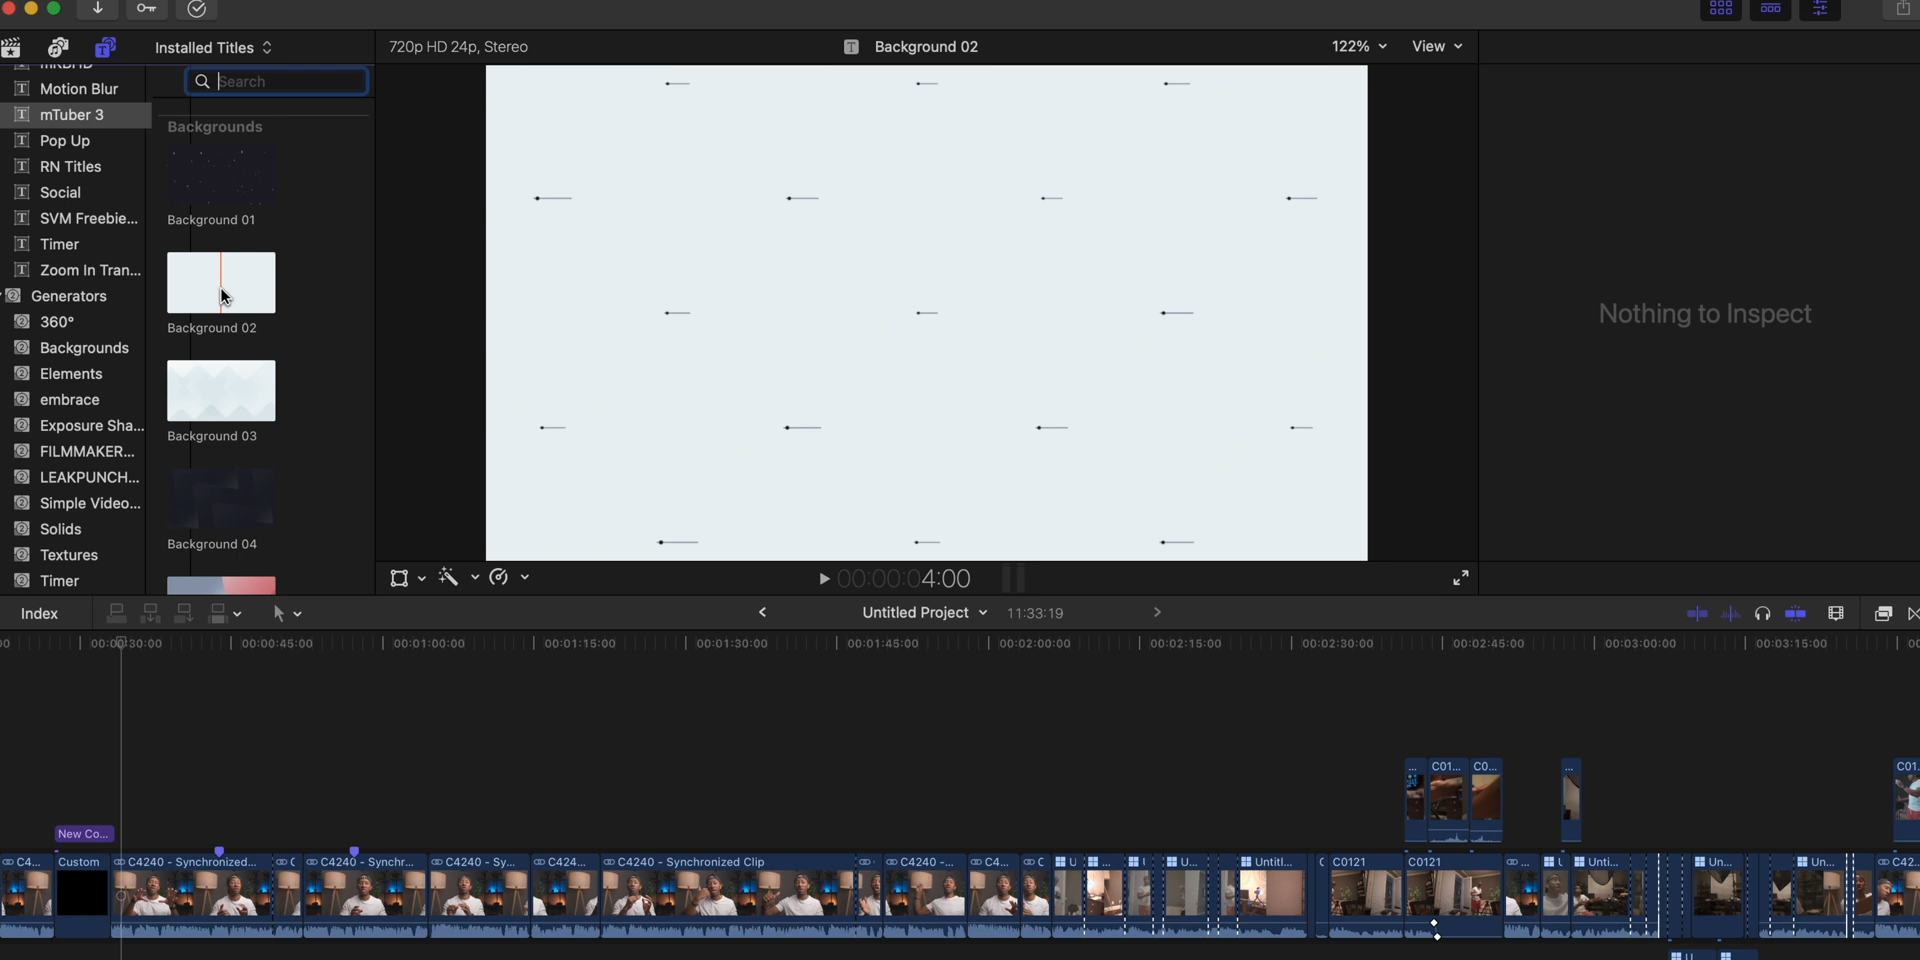 Installed Titles
720p HD 24p, Stereo
Background 02
122%
View
Search
Motion Blur
mTuber 3
Pop Up
RN Titles
Social
SVM Freebie...
Timer
Zoom In Tran...
Generators
360°
Backgrounds
Elements
embrace
Exposure Sha...
FILMMAKER...
LEAKPUNCH...
Simple Video...
Solids
Textures
Timer
Backgrounds
Background 01
Background 02
Background 03
Background 04
Nothing to Inspect
00:00:04:00
Index
Untitled Project
11:33:19
00:00:30:00
00:00:45:00
00:01:00:00
00:01:15:00
00:01:30:00
00:01:45:00
00:02:00:00
00:02:15:00
00:02:30:00
00:02:45:00
00:03:00:00
00:03:15:00
... C01... C0... ... C01.
New Co...
C4... Custom C4240 - Synchronized... C C4240 - Synchr... C4240 - Sy... C424... C4240 - Synchronized Clip C4240 -... C4... C U ... U... Untitl... C C0121 C0121 ... Unti... Un... Un... C42...